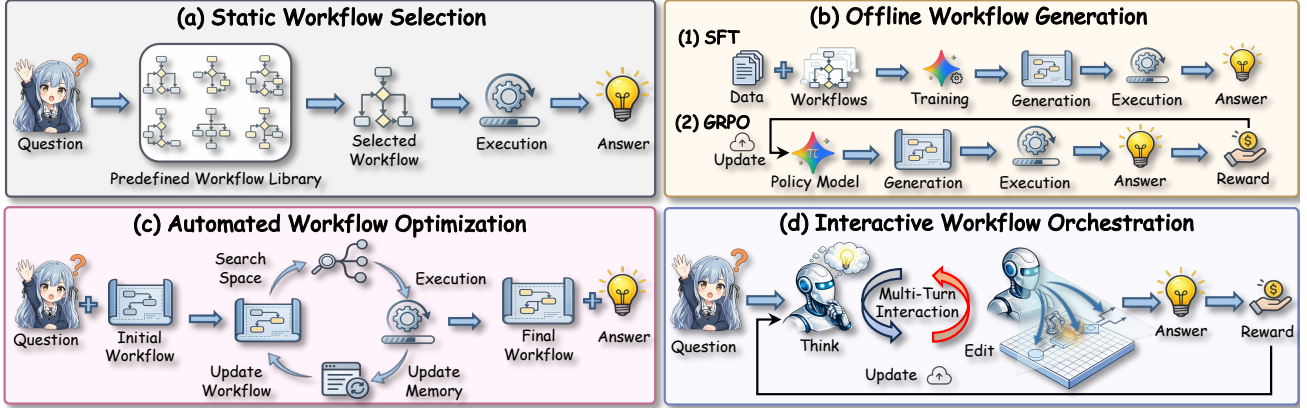 (a) Static Workflow Selection
Question
Predefined Workflow Library
Selected
Workflow
Execution
Answer
(b) Offline Workflow Generation
(1) SFT
Data
Workflows
Training
Generation
Execution
Answer
(2) GRPO
Update
π
Policy Model
Generation
Execution
Answer
Reward
(c) Automated Workflow Optimization
Question
Initial
Workflow
Search
Space
Execution
Update
Memory
Update
Workflow
Final
Workflow
Answer
(d) Interactive Workflow Orchestration
Question
Think
Multi-Turn
Interaction
Edit
Answer
Reward
Update